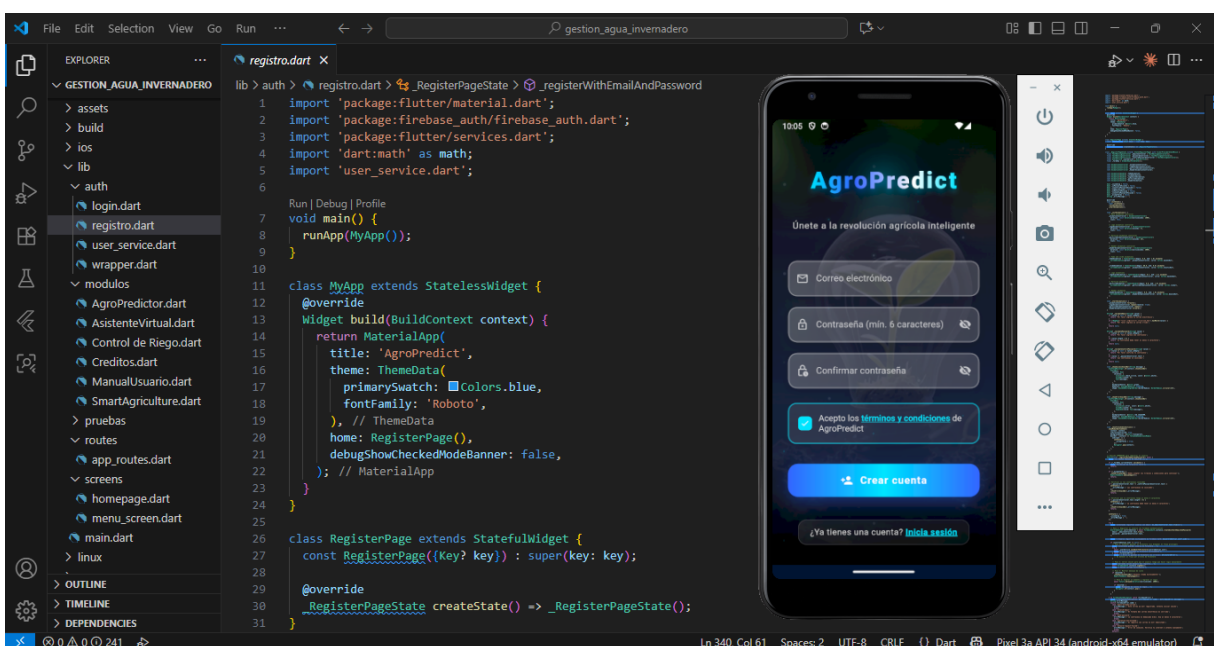 File Edit Selection View Go Run ... gestion_agua_invernadero
EXPLORER ...
GESTION_AGUA_INVERNADERO
assets
build
ios
lib
auth
login.dart
registro.dart
user_service.dart
wrapper.dart
modulos
AgroPredictor.dart
AsistenteVirtual.dart
Control de Riego.dart
Creditos.dart
ManualUsuario.dart
SmartAgriculture.dart
pruebas
routes
app_routes.dart
screens
homepage.dart
menu_screen.dart
main.dart
linux
OUTLINE
TIMELINE
DEPENDENCIES
registro.dart
lib > auth > registro.dart > _RegisterPageState > _registerWithEmailAndPassword
1 import 'package:flutter/material.dart';
2 import 'package:firebase_auth/firebase_auth.dart';
3 import 'package:flutter/services.dart';
4 import 'dart:math' as math;
5 import 'user_service.dart';
6
Run | Debug | Profile
7 void main() {
8 runApp(MyApp());
9 }
10
11 class MyApp extends StatelessWidget {
12 @override
13 Widget build(BuildContext context) {
14 return MaterialApp(
15 title: 'AgroPredict',
16 theme: ThemeData(
17 primarySwatch: Colors.blue,
18 fontFamily: 'Roboto',
19 ), // ThemeData
20 home: RegisterPage(),
21 debugShowCheckedModeBanner: false,
22 ); // MaterialApp
23 }
24 }
25
26 class RegisterPage extends StatefulWidget {
27 const RegisterPage({Key? key}) : super(key: key);
28
29 @override
30 _RegisterPageState createState() => _RegisterPageState();
31 }
10:05
AgroPredict
Únete a la revolución agrícola inteligente
Correo electrónico
Contraseña (mín. 6 caracteres)
Confirmar contraseña
Acepto los términos y condiciones de
AgroPredict
Crear cuenta
¿Ya tienes una cuenta? Inicia sesión
0 0 241 Ln 340, Col 61 Spaces: 2 UTF-8 CRLF {} Dart Pixel 3a API 34 (android-x64 emulator)